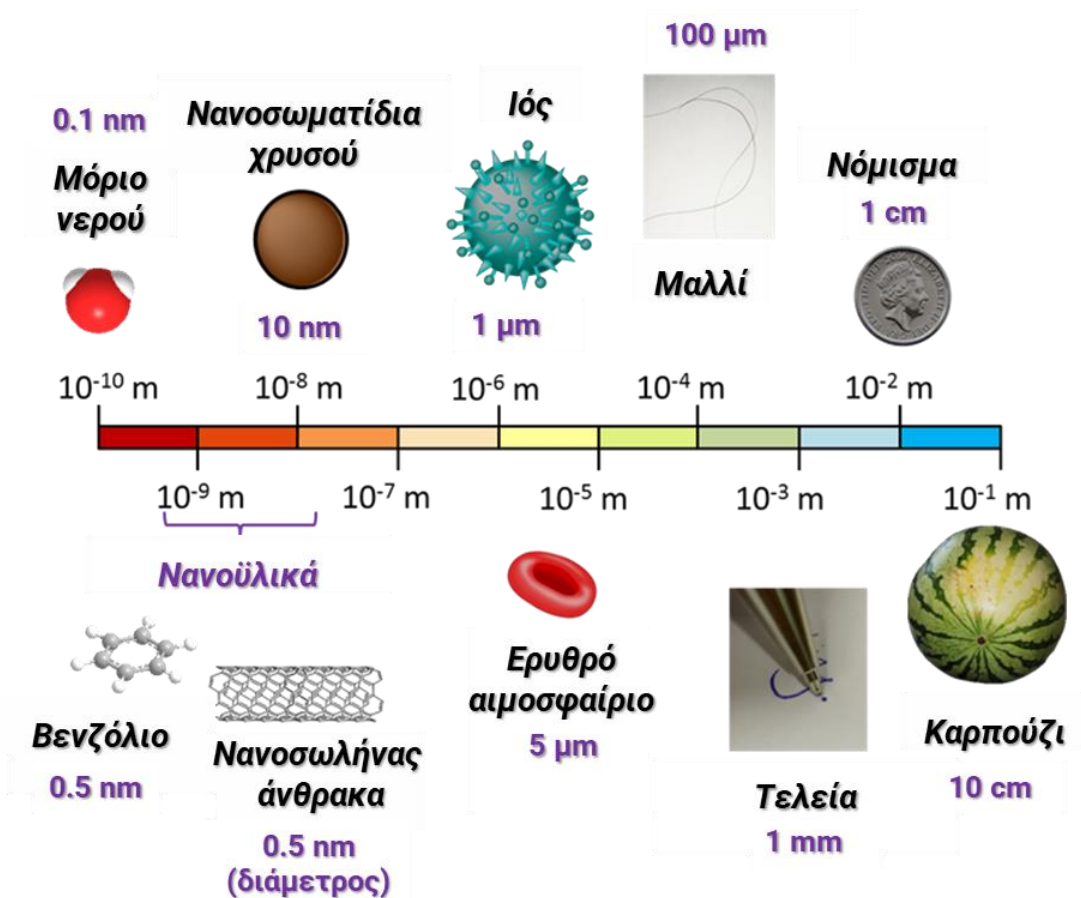 100 μm
0.1 nm
Μόριο
νερού
Νανοσωματίδια
χρυσού
10 nm
Ιός
1 μm
Μαλλί
Νόμισμα
1 cm
10⁻¹⁰ m
10⁻⁸ m
10⁻⁶ m
10⁻⁴ m
10⁻² m
10⁻⁹ m
10⁻⁷ m
10⁻⁵ m
10⁻³ m
10⁻¹ m
Νανοϋλικά
Βενζόλιο
0.5 nm
Νανοσωλήνας
άνθρακα
0.5 nm
(διάμετρος)
Ερυθρό
αιμοσφαίριο
5 μm
Τελεία
1 mm
Καρπούζι
10 cm